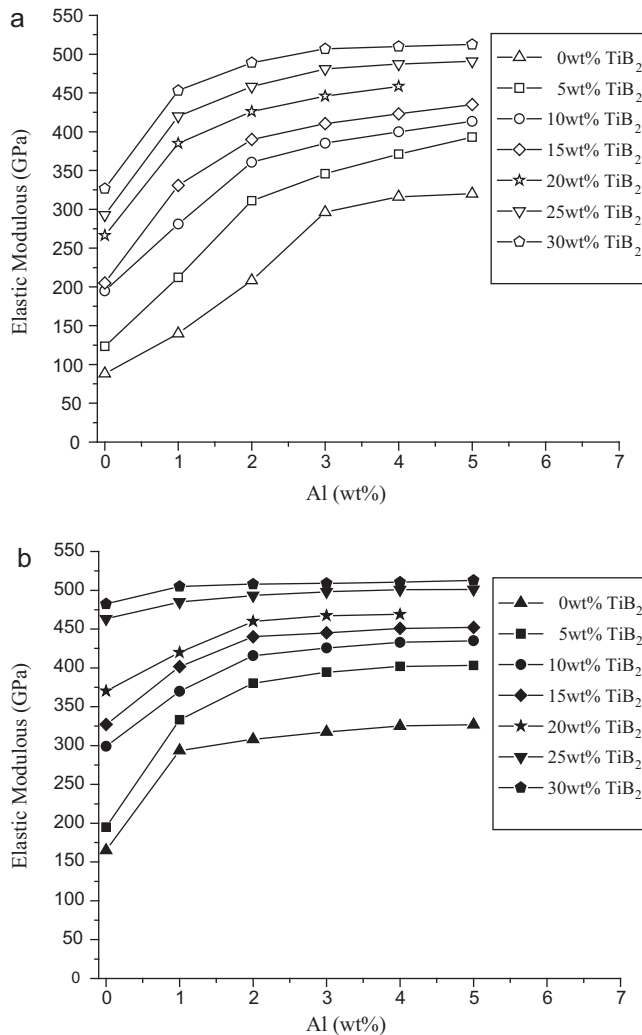 a
550
500
450
400
350
300
250
200
150
100
50
0
Elastic Modulous (GPa)
0 1 2 3 4 5 6 7
Al (wt%)
0wt% TiB2
5wt% TiB2
10wt% TiB2
15wt% TiB2
20wt% TiB2
25wt% TiB2
30wt% TiB2
b
550
500
450
400
350
300
250
200
150
100
50
0
Elastic Modulous (GPa)
0 1 2 3 4 5 6 7
Al (wt%)
0wt% TiB2
5wt% TiB2
10wt% TiB2
15wt% TiB2
20wt% TiB2
25wt% TiB2
30wt% TiB2